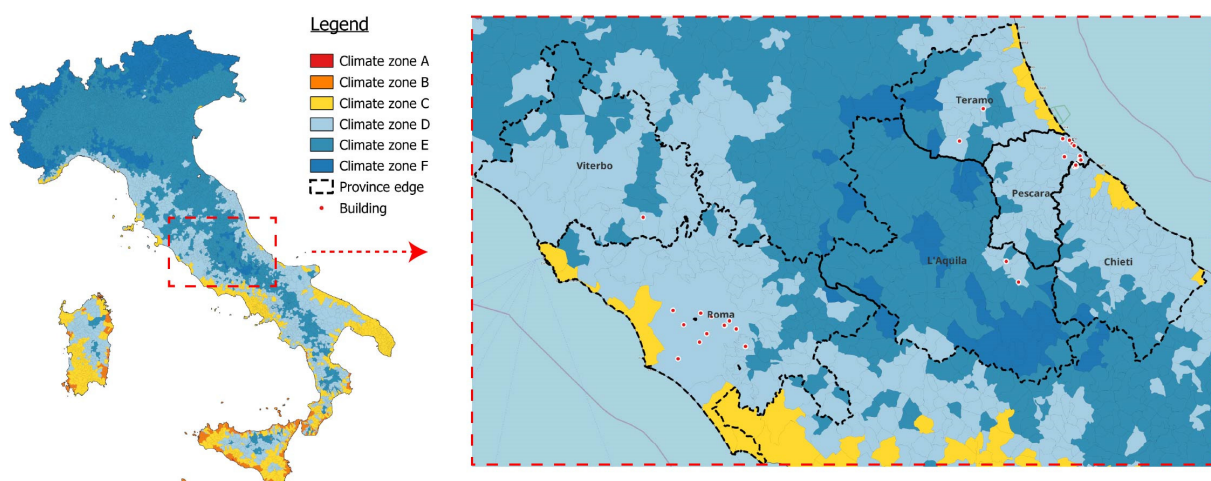 Legend
Climate zone A
Climate zone B
Climate zone C
Climate zone D
Climate zone E
Climate zone F
Province edge
Building
Teramo
Viterbo
Pescara
L'Aquila
Chieti
Roma